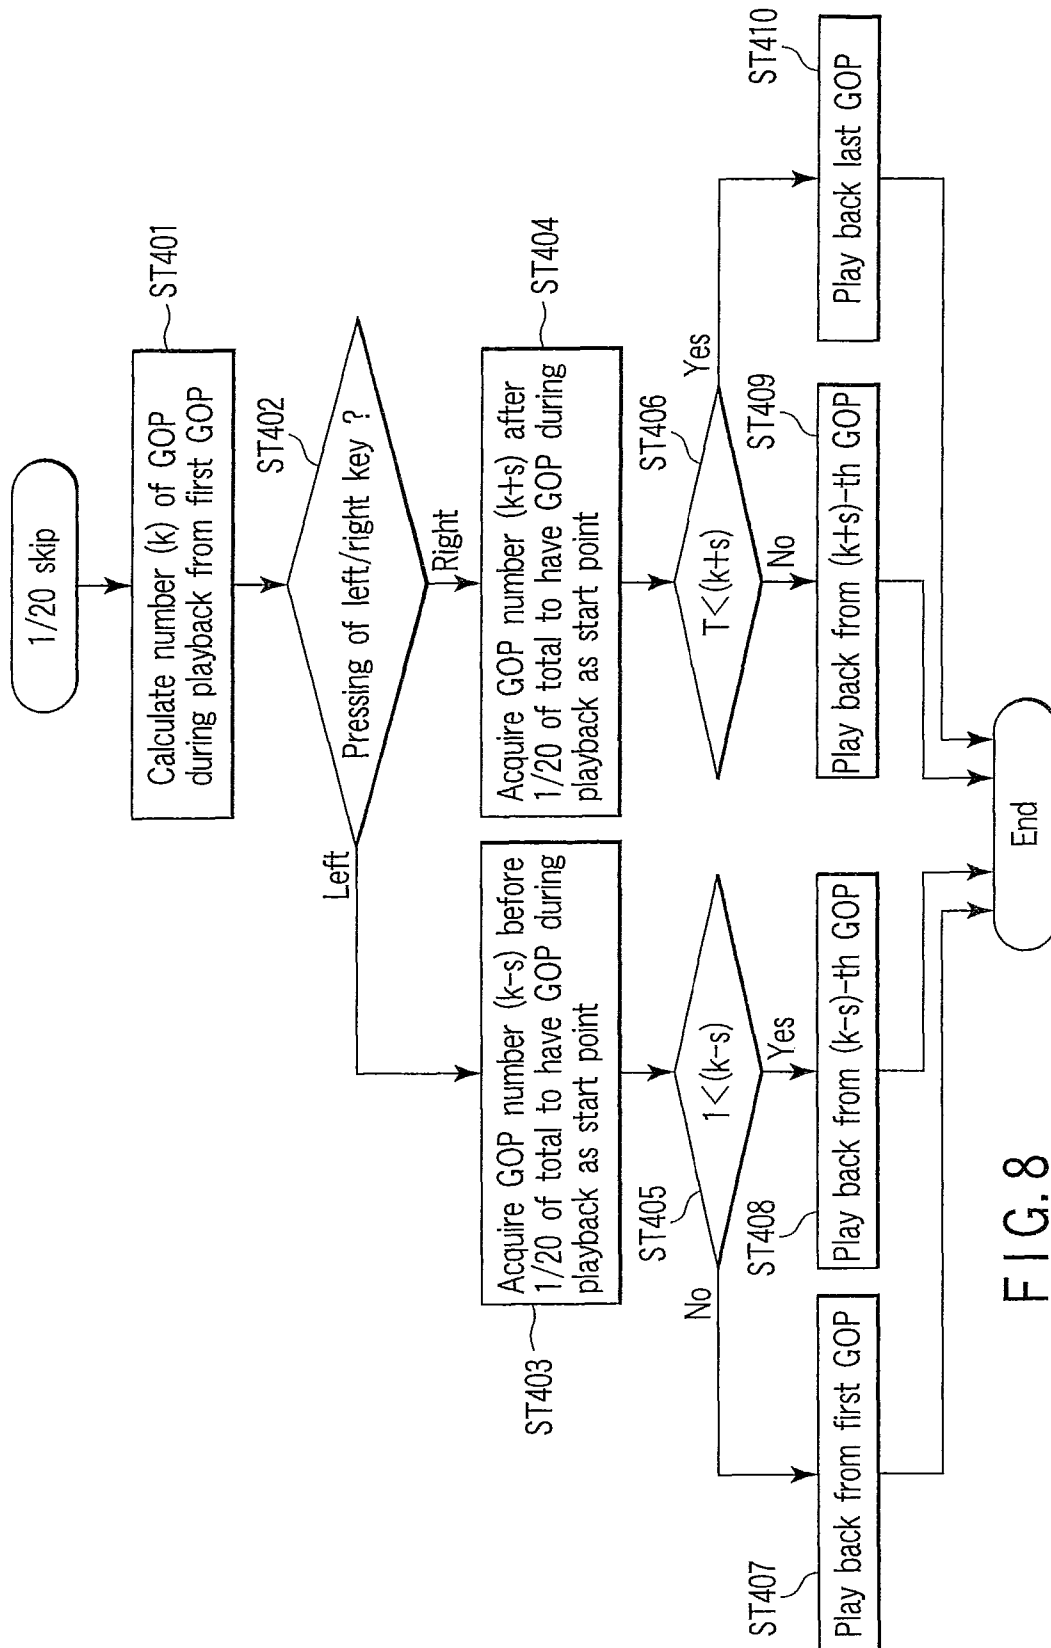 1/20 skip
Calculate number (k) of GOP
during playback from first GOP
ST401
ST402
Pressing of left/right key ?
Left
Right
Acquire GOP number (k-s) before
1/20 of total to have GOP during
playback as start point
ST403
Acquire GOP number (k+s) after
1/20 of total to have GOP during
playback as start point
ST404
ST405
1<(k-s)
No
Yes
ST406
T<(k+s)
Yes
No
ST407
Play back from first GOP
ST408
Play back from (k-s)-th GOP
ST409
Play back from (k+s)-th GOP
ST410
Play back last GOP
End
FIG.8